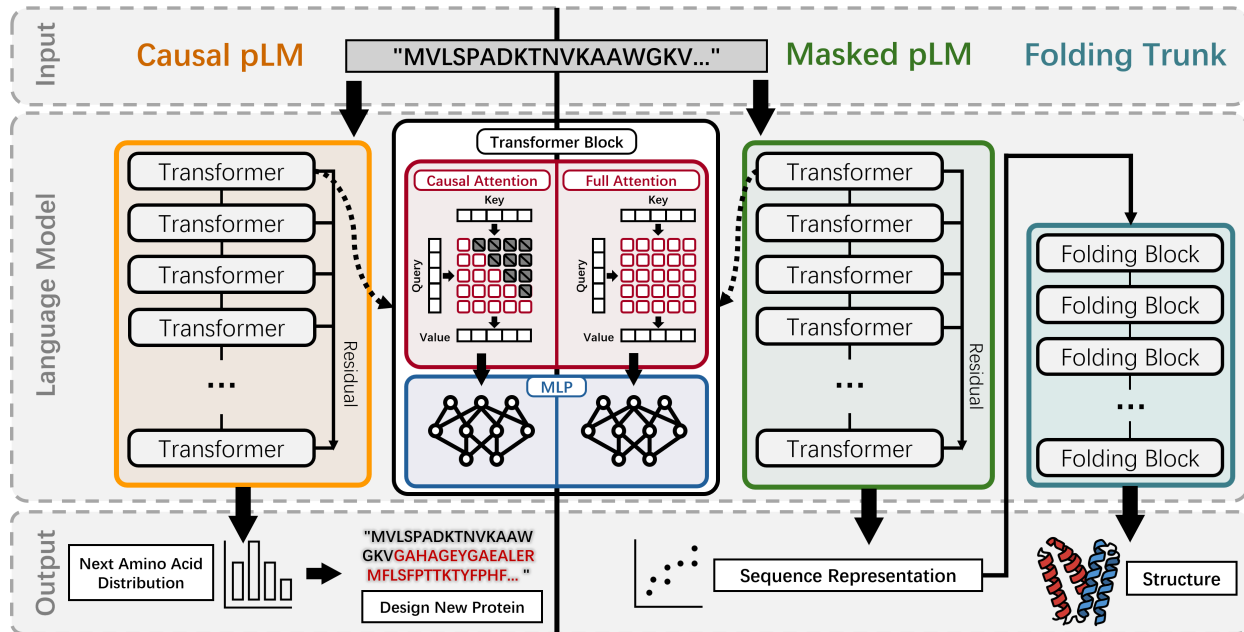 Input
Causal pLM
"MVLSPADKTNVKAAWGKV..."
Masked pLM
Folding Trunk
Language Model
Transformer
Transformer
Transformer
Transformer
...
Transformer
Residual
Transformer Block
Causal Attention
Key
Query
Value
Full Attention
Key
Query
Value
MLP
Transformer
Transformer
Transformer
Transformer
...
Transformer
Residual
Folding Block
Folding Block
Folding Block
...
Folding Block
Output
Next Amino Acid
Distribution
"MVLSPADKTNVKAAW
GKVGAHAGEYGAEALER
MFLSFPTTKTYFPHF... "
Design New Protein
Sequence Representation
Structure